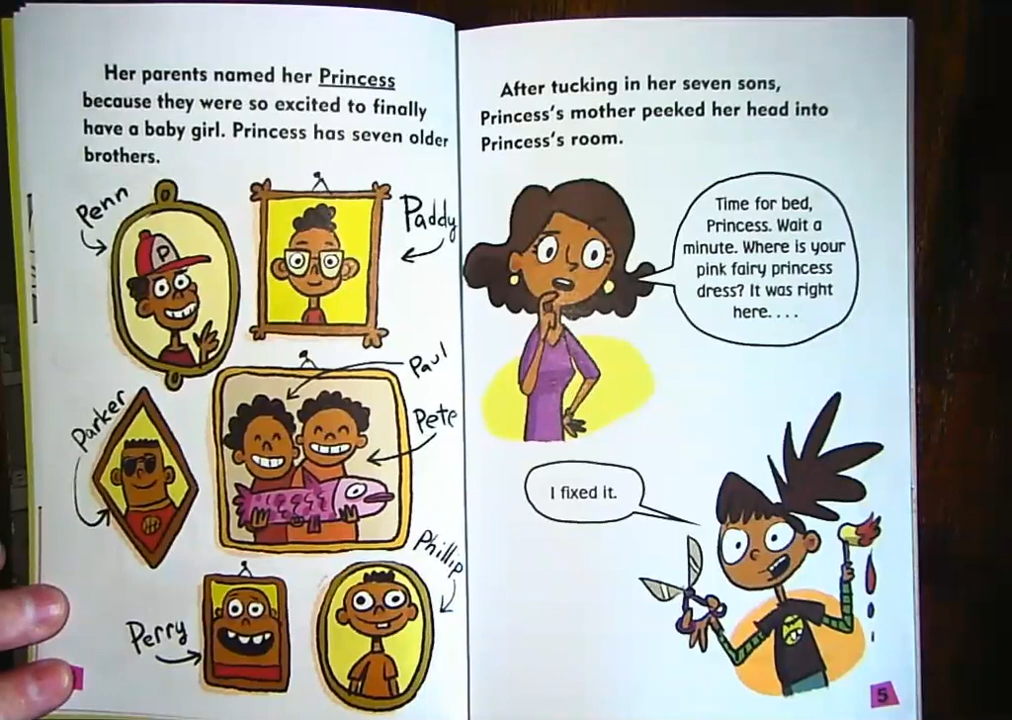 Her parents named her Princess
because they were so excited to finally
have a baby girl. Princess has seven older
brothers.
Penn
P
Paddy
Paul
Pete
Parker
Phillip
Perry
After tucking in her seven sons,
Princess's mother peeked her head into
Princess's room.
Time for bed,
Princess. Wait a
minute. Where is your
pink fairy princess
dress? It was right
here. . . .
I fixed it.
5